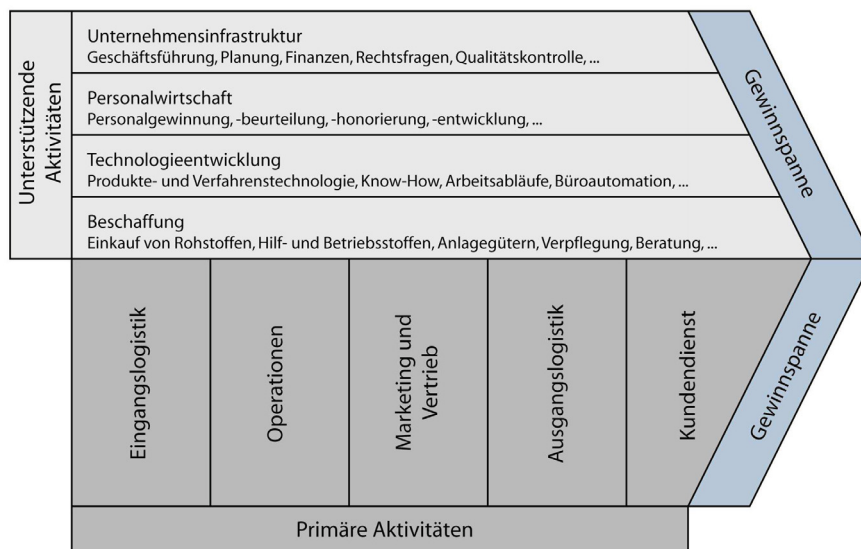 Unterstützende
Aktivitäten
Unternehmensinfrastruktur
Geschäftsführung, Planung, Finanzen, Rechtsfragen, Qualitätskontrolle, ...
Personalwirtschaft
Personalgewinnung, -beurteilung, -honorierung, -entwicklung, ...
Technologieentwicklung
Produkte- und Verfahrenstechnologie, Know-How, Arbeitsabläufe, Büroautomation, ...
Beschaffung
Einkauf von Rohstoffen, Hilf- und Betriebsstoffen, Anlagegütern, Verpflegung, Beratung, ...
Gewinnspanne
Eingangslogistik
Operationen
Marketing und
Vertrieb
Ausgangslogistik
Kundendienst
Gewinnspanne
Primäre Aktivitäten